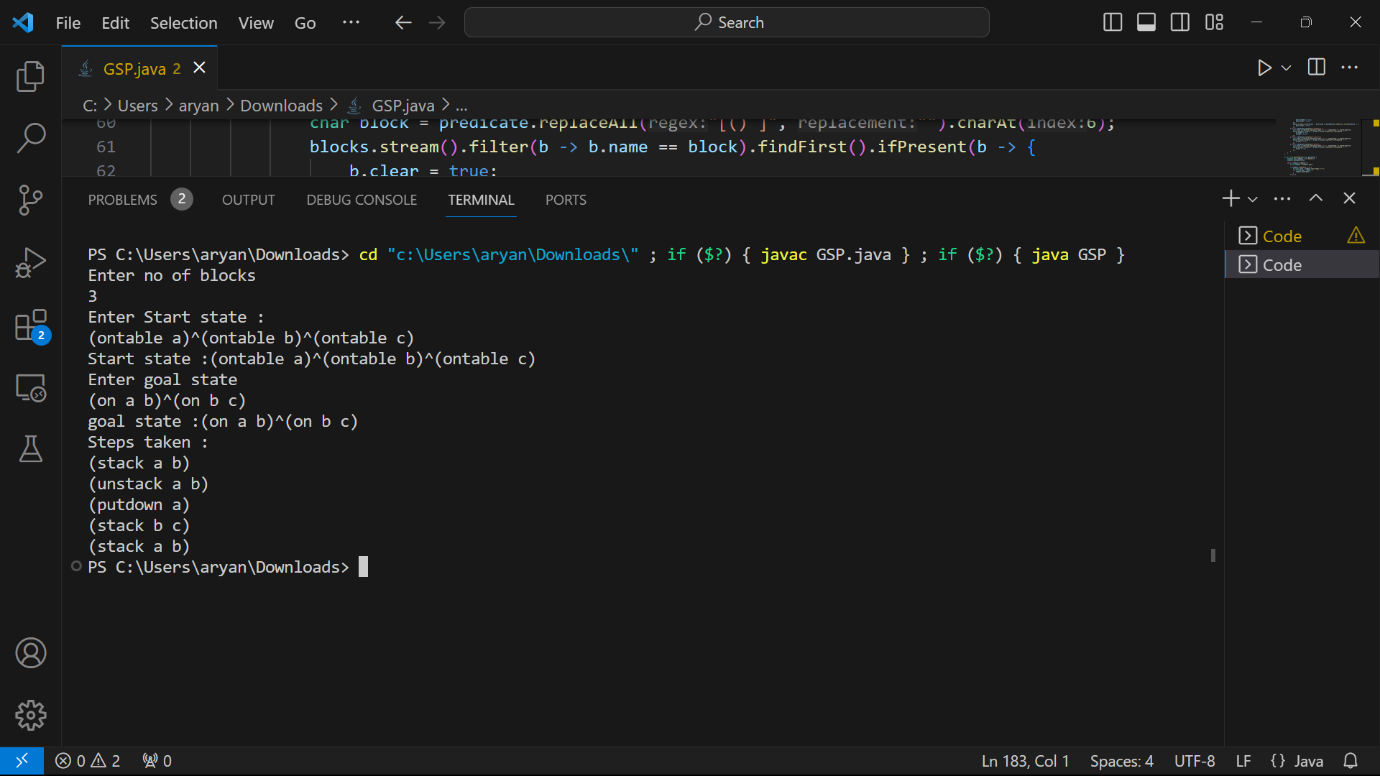 File Edit Selection View Go ··· Search
GSP.java 2
C: > Users > aryan > Downloads > GSP.java > ...
60 char block = predicate.replaceAll(regex:"[() ]", replacement:"").charAt(index:6);
61 blocks.stream().filter(b -> b.name == block).findFirst().ifPresent(b -> {
62 b.clear = true;
PROBLEMS 2 OUTPUT DEBUG CONSOLE TERMINAL PORTS
PS C:\Users\aryan\Downloads> cd "c:\Users\aryan\Downloads\" ; if ($?) { javac GSP.java } ; if ($?) { java GSP }
Enter no of blocks
3
Enter Start state :
(ontable a)^(ontable b)^(ontable c)
Start state :(ontable a)^(ontable b)^(ontable c)
Enter goal state
(on a b)^(on b c)
goal state :(on a b)^(on b c)
Steps taken :
(stack a b)
(unstack a b)
(putdown a)
(stack b c)
(stack a b)
PS C:\Users\aryan\Downloads>
Code
Code
2
0 2 0 Ln 183, Col 1 Spaces: 4 UTF-8 LF {} Java